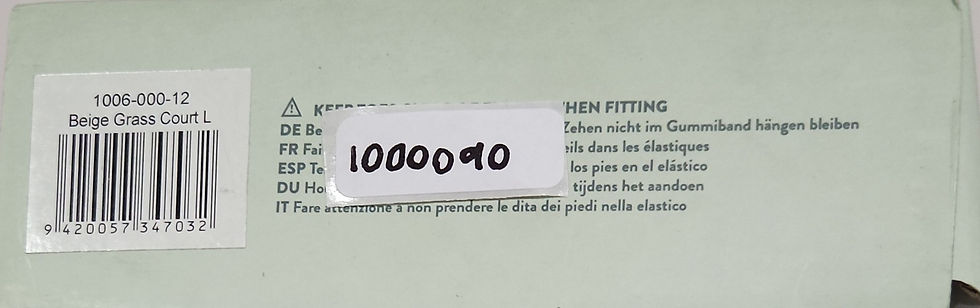 1006-000-12
Beige Grass Court L
9 420057 347032
⚠ HEN FITTING
DE Zehen nicht im Gummiband hängen bleiben
FR dans les élastiques
ESP los pies en el elástico
DU tijdens het aandoen
IT Fare attenzione a non prendere le dita dei piedi nella elastico
1000090